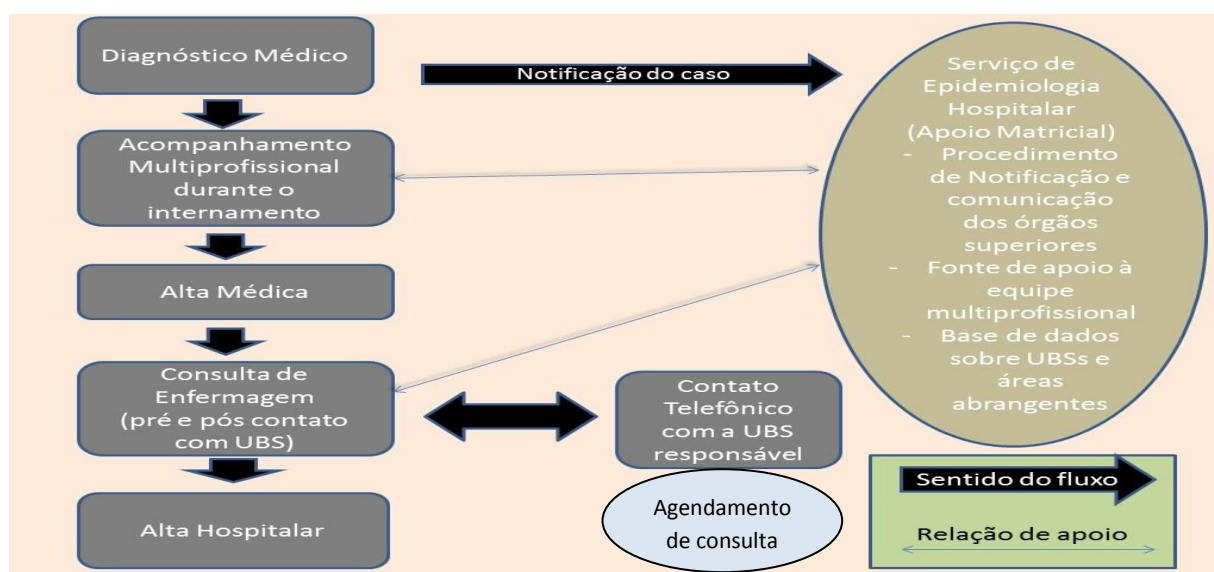 Diagnóstico Médico
Notificação do caso
Acompanhamento
Multiprofissional
durante o
internamento
Alta Médica
Consulta de
Enfermagem
(pré e pós contato
com UBS)
Alta Hospitalar
Contato
Telefônico
com a UBS
responsável
Agendamento
de consulta
Serviço de
Epidemiologia
Hospitalar
(Apoio Matricial)
- Procedimento
de Notificação e
comunicação
dos órgãos
superiores
- Fonte de apoio à
equipe
multiprofissional
- Base de dados
sobre UBSs e
áreas
abrangentes
Sentido do fluxo
Relação de apoio